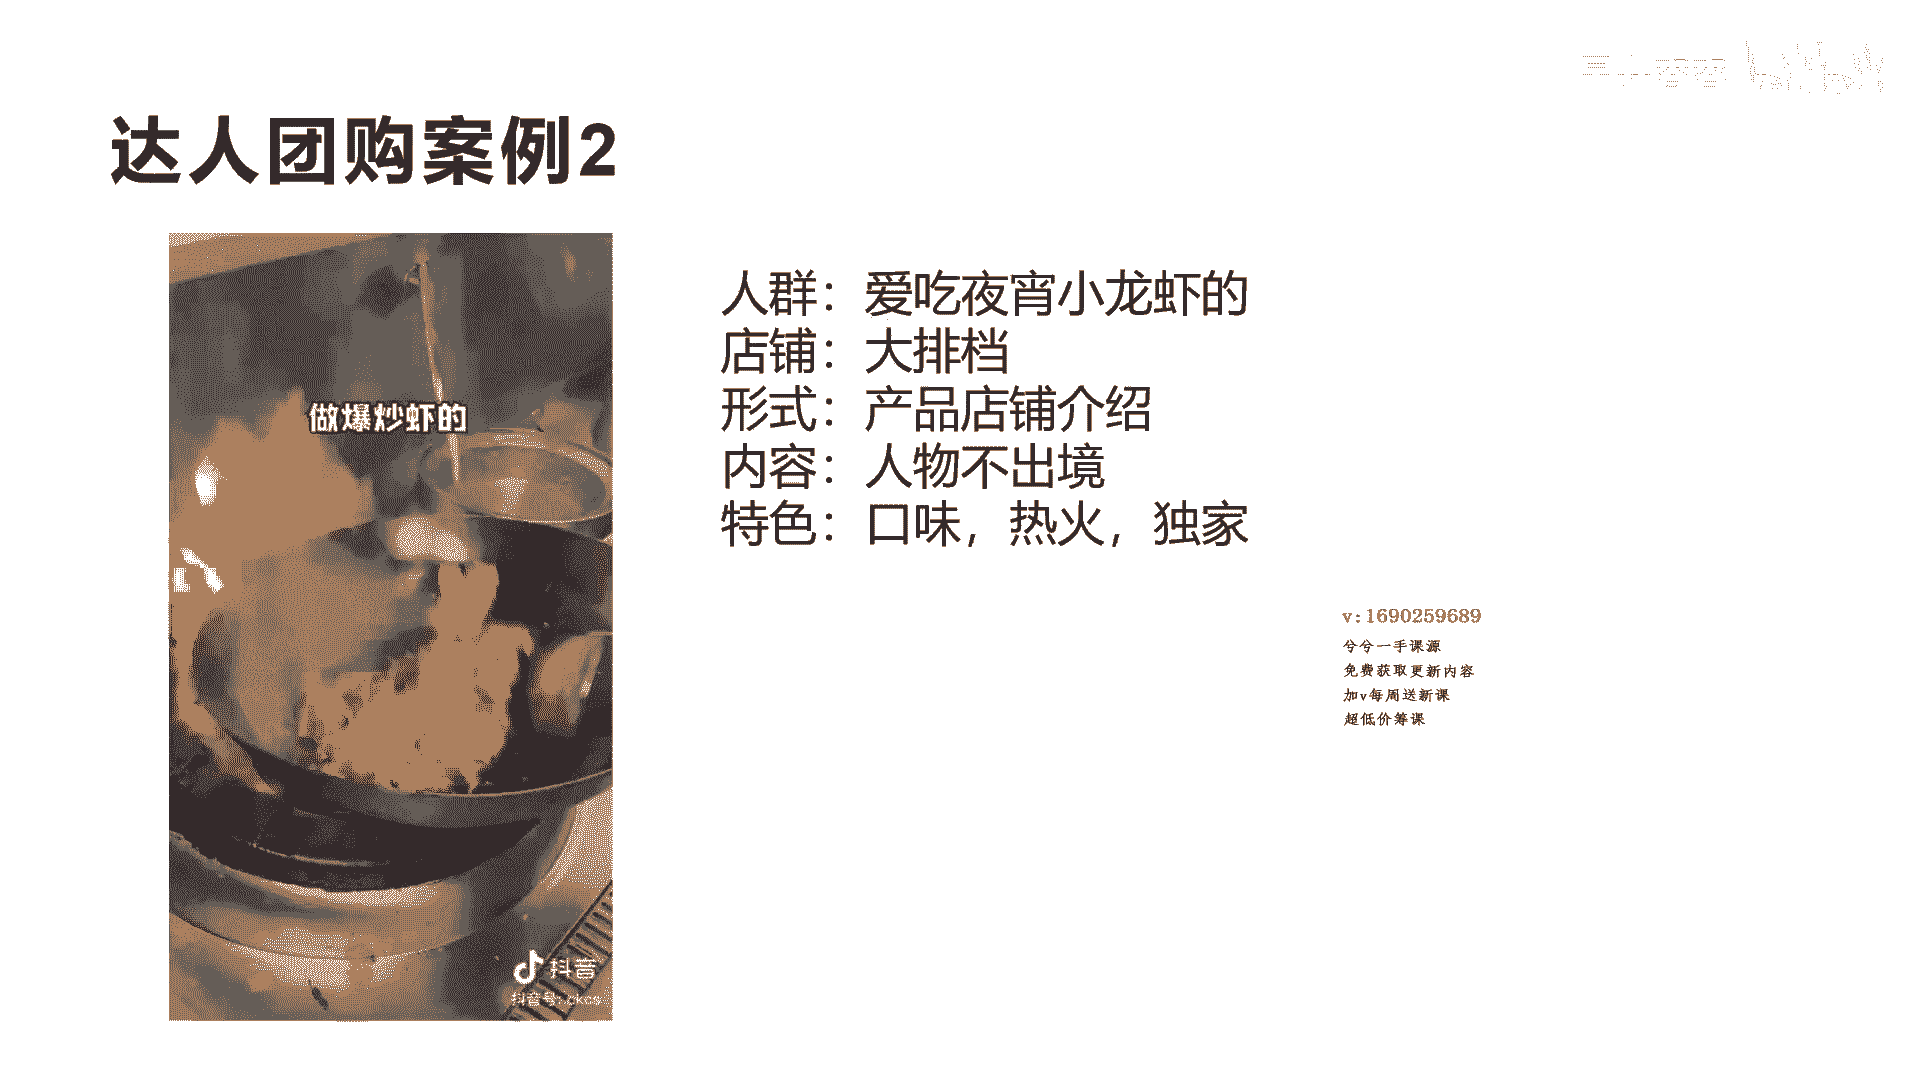 达人团购案例2
做爆炒虾的
人群：爱吃夜宵小龙虾的
店铺：大排档
形式：产品店铺介绍
内容：人物不出境
特色：口味，热火，独家
v:1690259689
兮兮一手课源
免费获取更新内容
加v每周送新课
超低价筹课
抖音